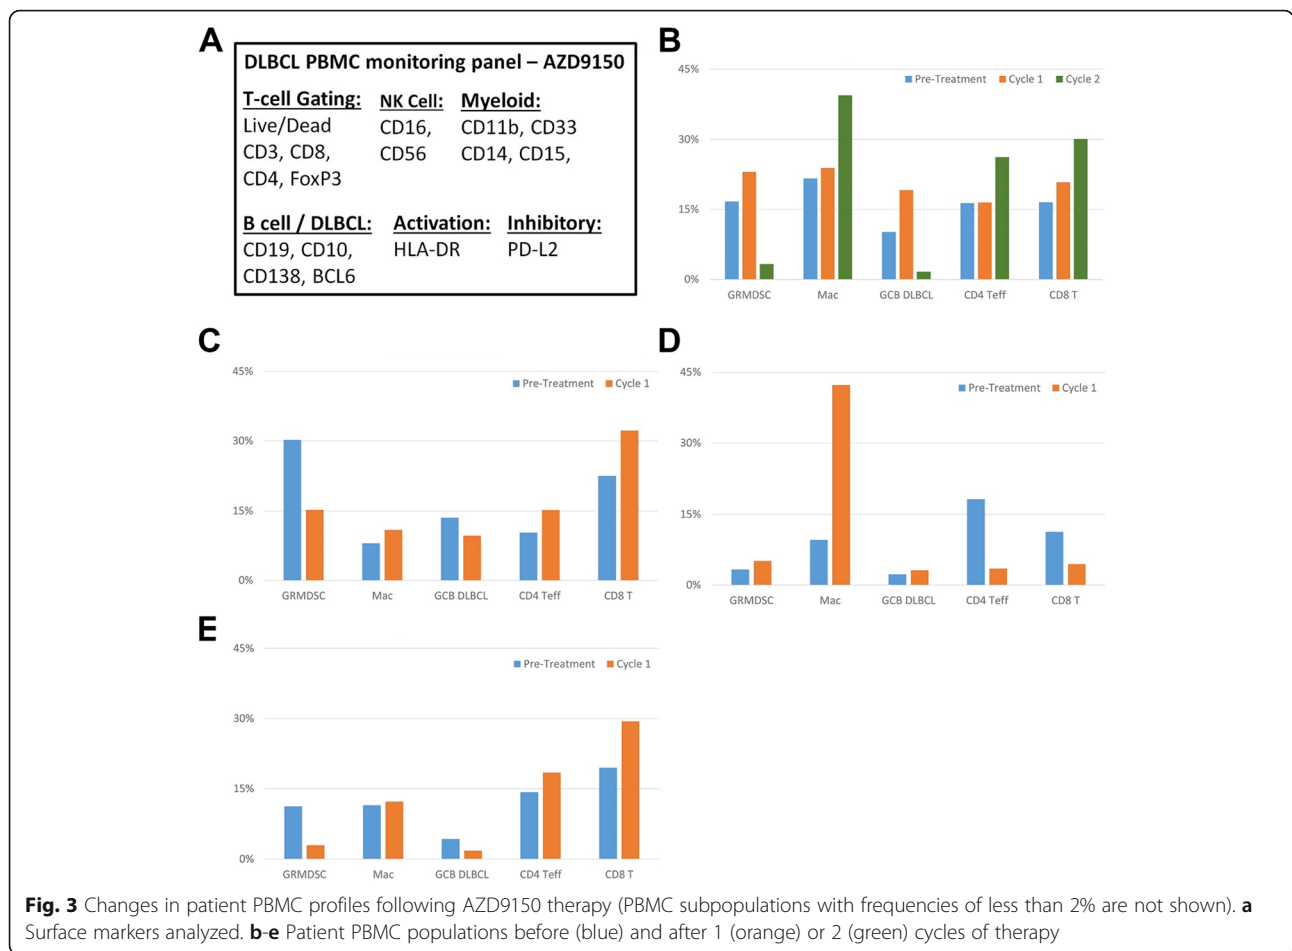 A
DLBCL PBMC monitoring panel – AZD9150
T-cell Gating:
Live/Dead
CD3, CD8,
CD4, FoxP3
NK Cell:
CD16,
CD56
Myeloid:
CD11b, CD33
CD14, CD15,
B cell / DLBCL:
CD19, CD10,
CD138, BCL6
Activation:
HLA-DR
Inhibitory:
PD-L2
B
45%
30%
15%
0%
Pre-Treatment Cycle 1 Cycle 2
GRMDSC Mac GCB DLBCL CD4 Teff CD8 T
C
45%
30%
15%
0%
Pre-Treatment Cycle 1
GRMDSC Mac GCB DLBCL CD4 Teff CD8 T
D
45%
30%
15%
0%
Pre-Treatment Cycle 1
GRMDSC Mac GCB DLBCL CD4 Teff CD8 T
E
45%
30%
15%
0%
Pre-Treatment Cycle 1
GRMDSC Mac GCB DLBCL CD4 Teff CD8 T
Fig. 3 Changes in patient PBMC profiles following AZD9150 therapy (PBMC subpopulations with frequencies of less than 2% are not shown). a
Surface markers analyzed. b-e Patient PBMC populations before (blue) and after 1 (orange) or 2 (green) cycles of therapy